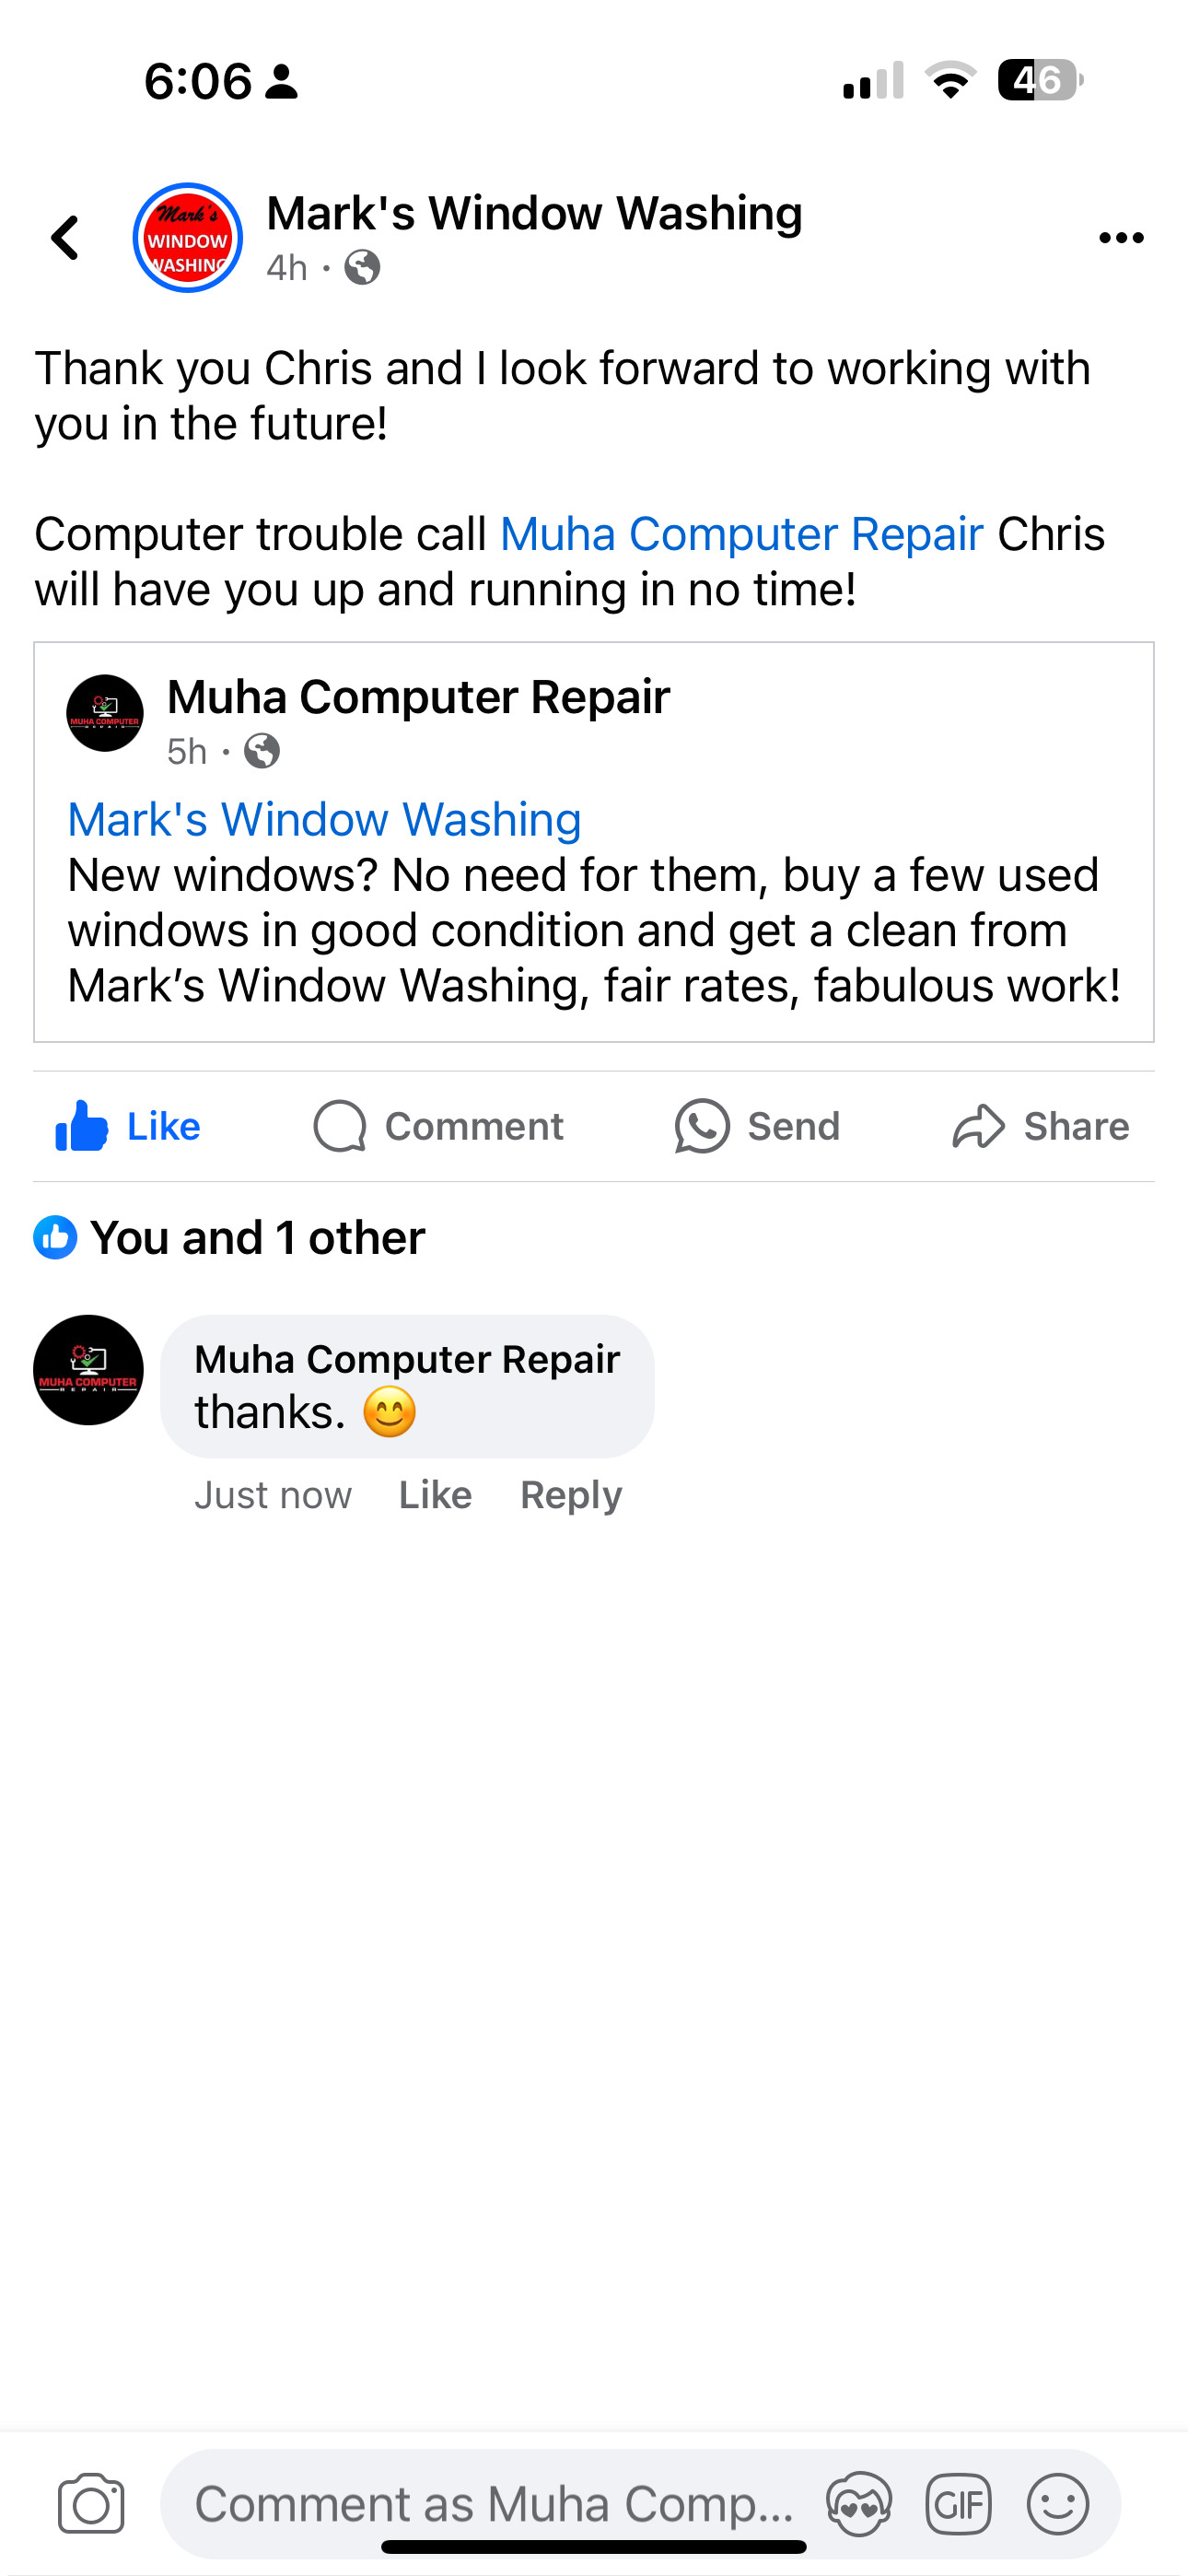 6:06
46
Mark's
WINDOW
WASHING
Mark's Window Washing
4h ·
Thank you Chris and I look forward to working with
you in the future!
Computer trouble call Muha Computer Repair Chris
will have you up and running in no time!
MUHA COMPUTER
REPAIR
Muha Computer Repair
5h ·
Mark's Window Washing
New windows? No need for them, buy a few used
windows in good condition and get a clean from
Mark’s Window Washing, fair rates, fabulous work!
Like Comment Send Share
You and 1 other
MUHA COMPUTER
REPAIR
Muha Computer Repair
thanks. 😊
Just now Like Reply
Comment as Muha Comp... GIF